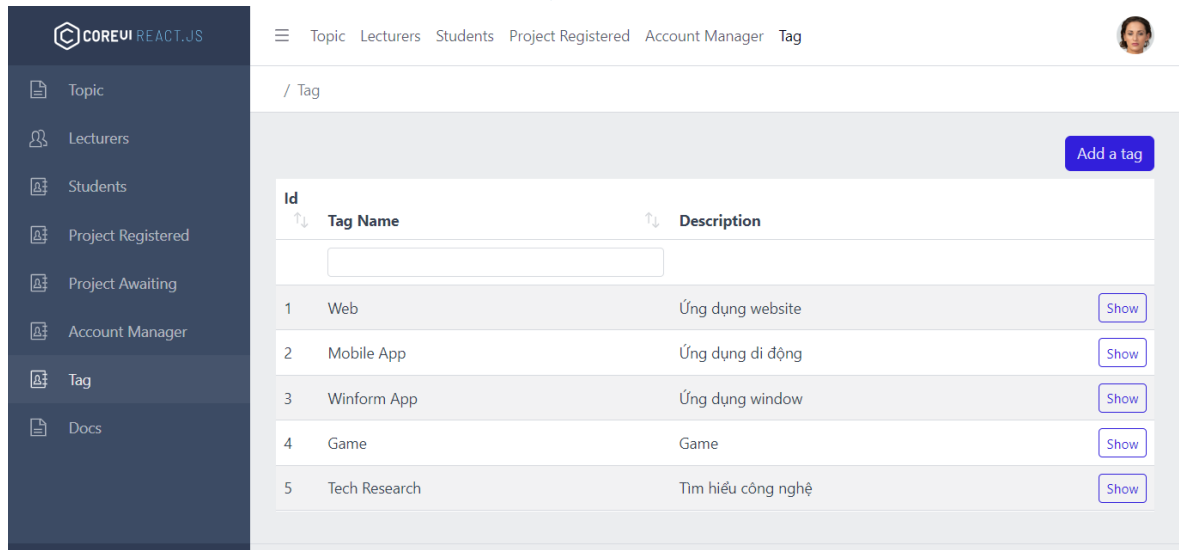 COREUI REACT.JS
Topic Lecturers Students Project Registered Account Manager Tag
/ Tag
Topic
Lecturers
Students
Project Registered
Project Awaiting
Account Manager
Tag
Docs
Add a tag
Id Tag Name Description
1 Web Ứng dụng website Show
2 Mobile App Ứng dụng di động Show
3 Winform App Ứng dụng window Show
4 Game Game Show
5 Tech Research Tìm hiểu công nghệ Show